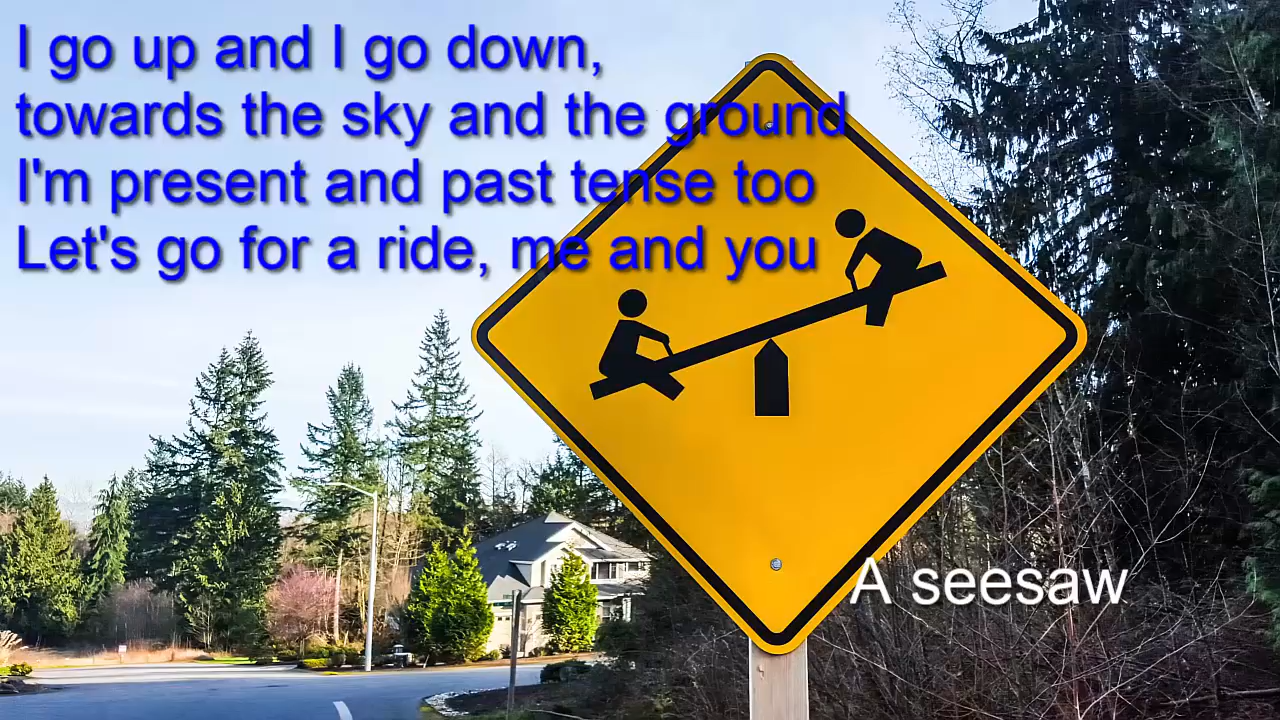 I go up and I go down,
towards the sky and the ground
I'm present and past tense too
Let's go for a ride, me and you
A seesaw